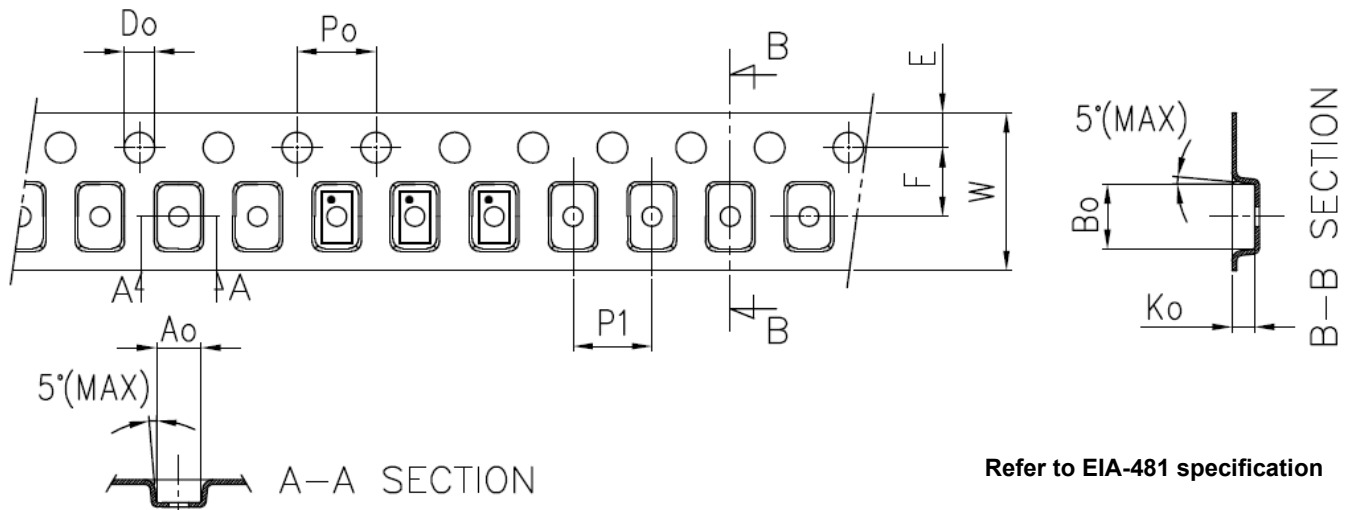 Do
Po
B
E
5°(MAX)
F
W
Bo
B-B SECTION
A
A
P1
B
Ko
Ao
5°(MAX)
A-A SECTION
Refer to EIA-481 specification